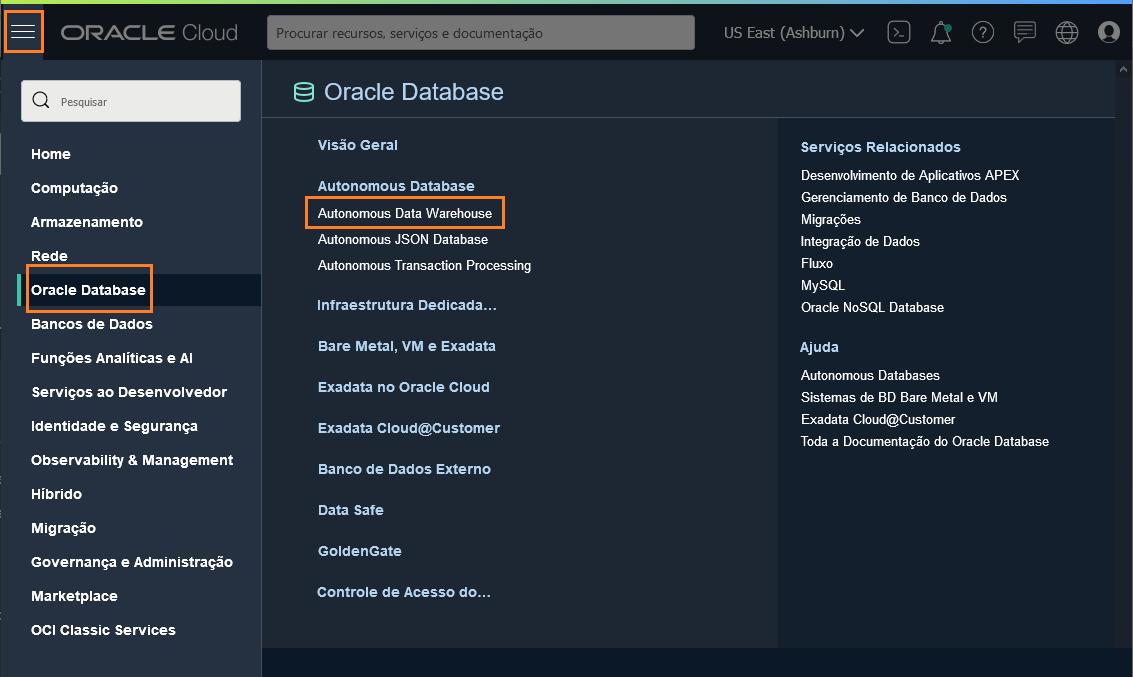 ORACLE Cloud
Procurar recursos, serviços e documentação
US East (Ashburn)
Pesquisar
Home
Computação
Armazenamento
Rede
Oracle Database
Bancos de Dados
Funções Analíticas e AI
Serviços ao Desenvolvedor
Identidade e Segurança
Observability & Management
Híbrido
Migração
Governança e Administração
Marketplace
OCI Classic Services
Oracle Database
Visão Geral
Autonomous Database
Autonomous Data Warehouse
Autonomous JSON Database
Autonomous Transaction Processing
Infraestrutura Dedicada...
Bare Metal, VM e Exadata
Exadata no Oracle Cloud
Exadata Cloud@Customer
Banco de Dados Externo
Data Safe
GoldenGate
Controle de Acesso do...
Serviços Relacionados
Desenvolvimento de Aplicativos APEX
Gerenciamento de Banco de Dados
Migrações
Integração de Dados
Fluxo
MySQL
Oracle NoSQL Database
Ajuda
Autonomous Databases
Sistemas de BD Bare Metal e VM
Exadata Cloud@Customer
Toda a Documentação do Oracle Database